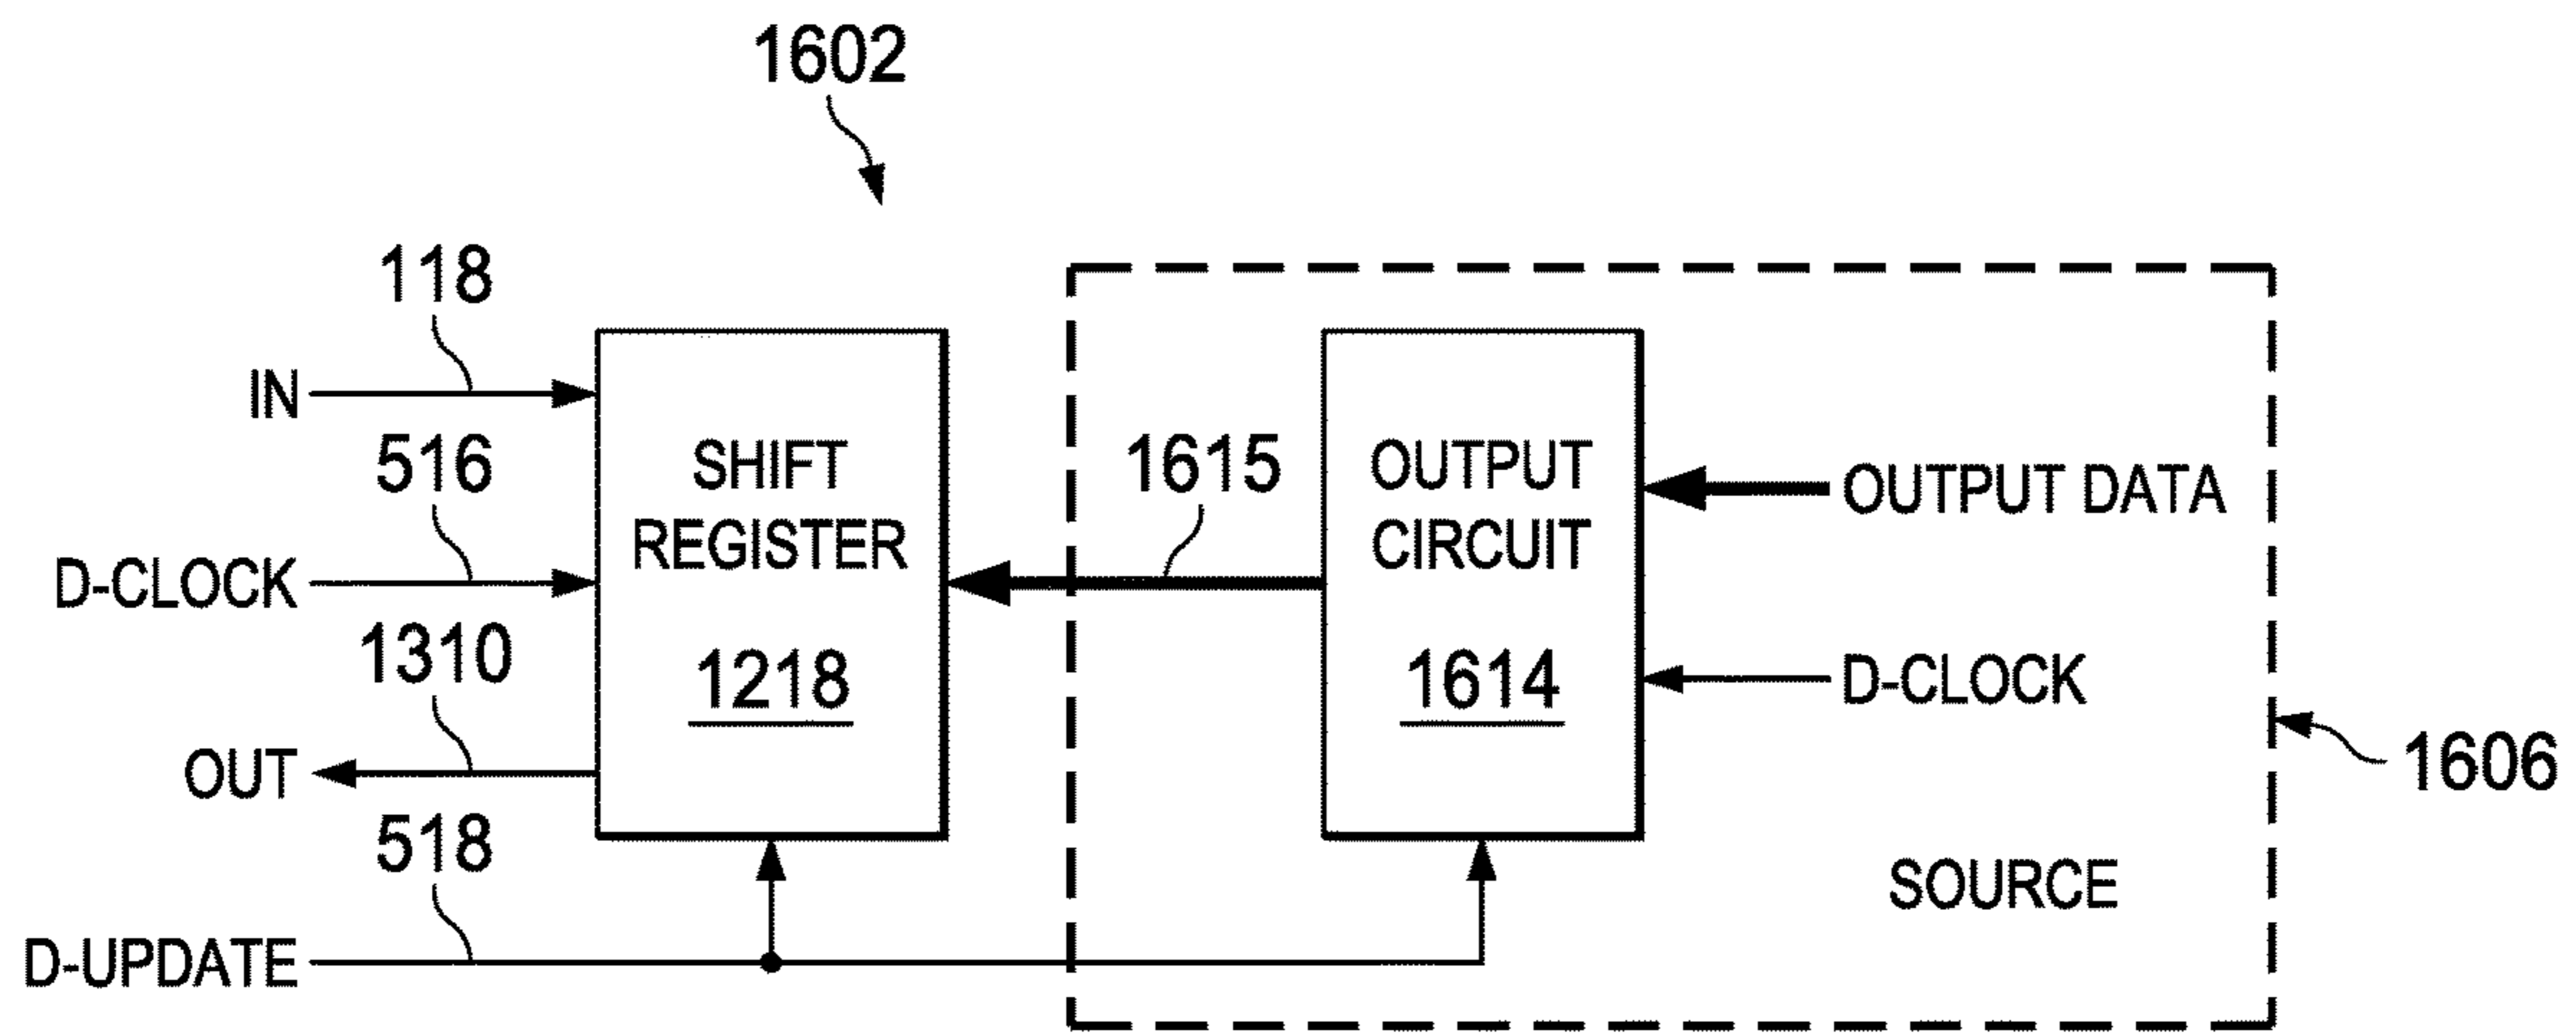 1602
118
IN
516
D-CLOCK
1310
OUT
518
D-UPDATE
SHIFT
REGISTER
1218
1615
OUTPUT
CIRCUIT
1614
OUTPUT DATA
D-CLOCK
SOURCE
1606